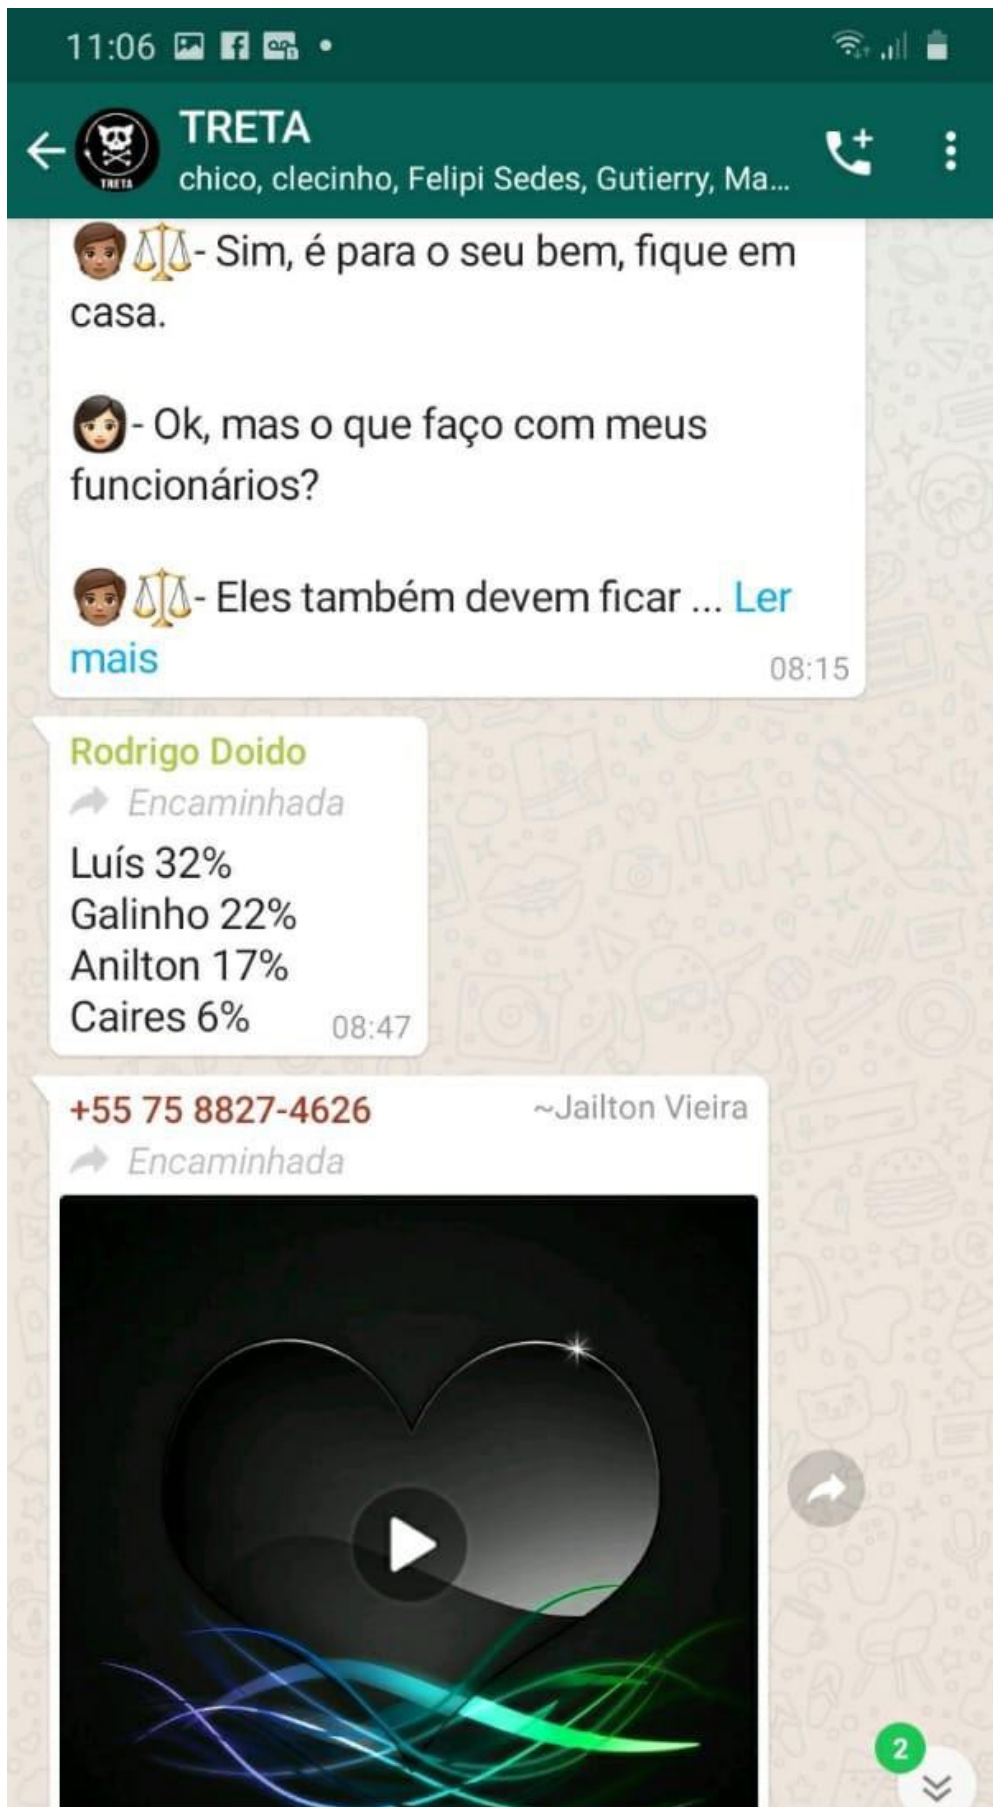 11:06
TRETA
TRETA
chico, clecinho, Felipi Sedes, Gutierry, Ma...
- Sim, é para o seu bem, fique em
casa.
- Ok, mas o que faço com meus
funcionários?
- Eles também devem ficar ... Ler
mais
08:15
Rodrigo Doido
Encaminhada
Luís 32%
Galinho 22%
Anilton 17%
Caires 6%
08:47
+55 75 8827-4626 ~Jailton Vieira
Encaminhada
2